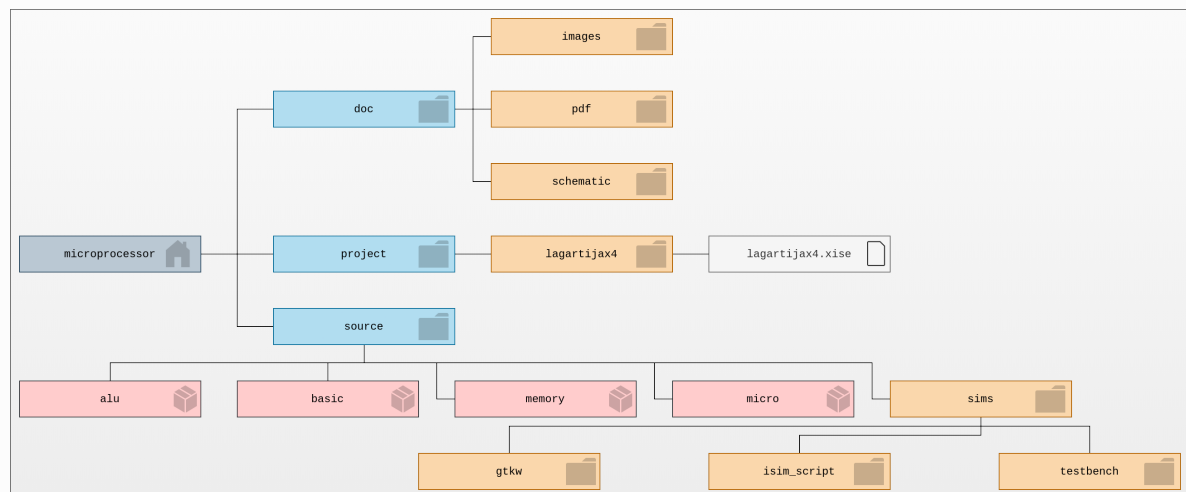 images
doc
pdf
schematic
microprocessor
project
lagartijax4
lagartijax4.xise
source
alu
basic
memory
micro
sims
gtkw
isim_script
testbench